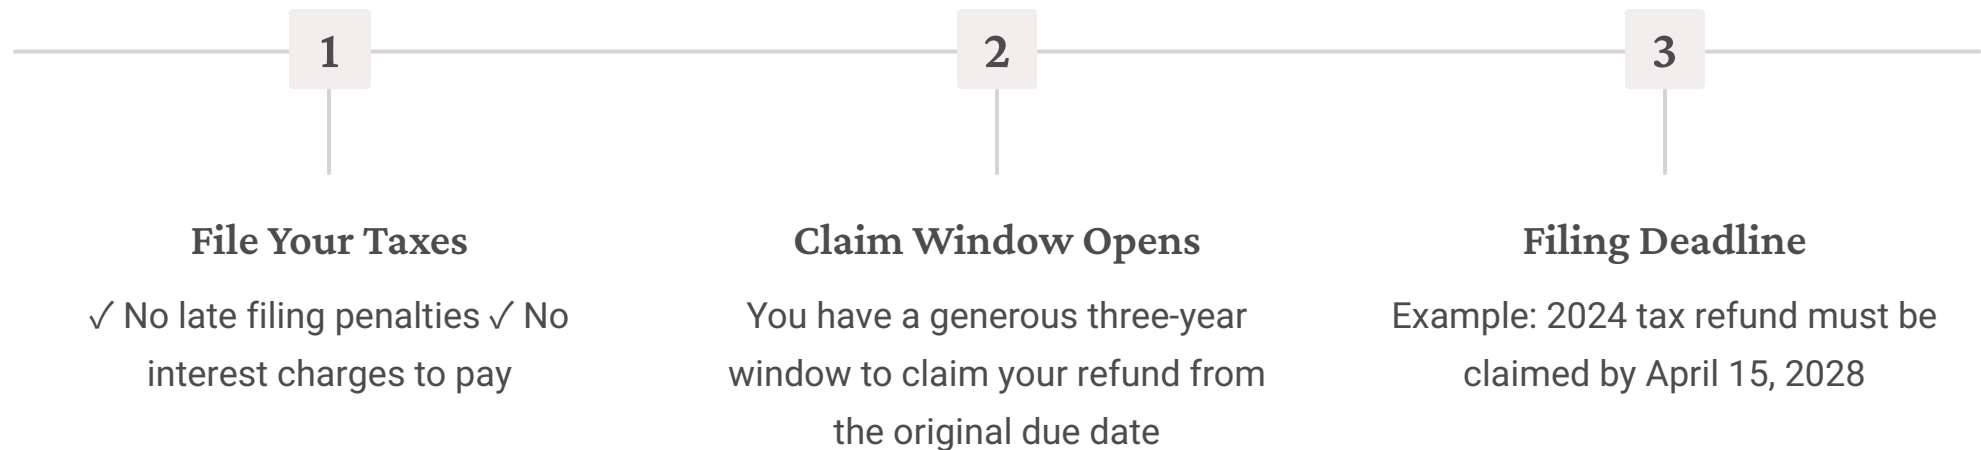 1
2
3
File Your Taxes
✓ No late filing penalties ✓ No
interest charges to pay
Claim Window Opens
You have a generous three-year
window to claim your refund from
the original due date
Filing Deadline
Example: 2024 tax refund must be
claimed by April 15, 2028